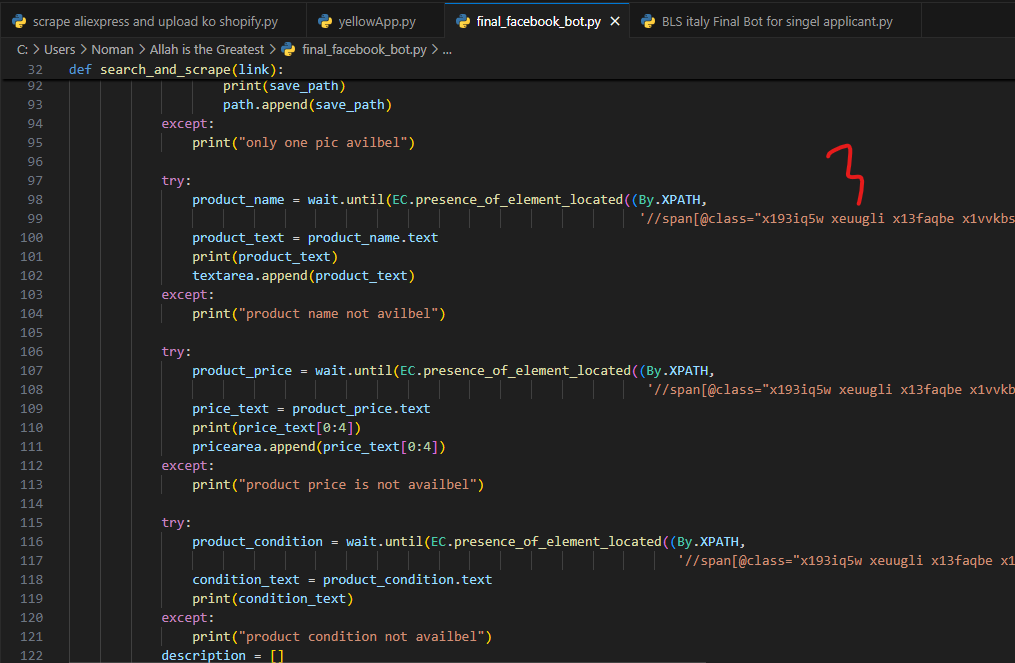 scrape aliexpress and upload ko shopify.py yellowApp.py final_facebook_bot.py × BLS italy Final Bot for singel applicant.py
C: > Users > Noman > Allah is the Greatest > final_facebook_bot.py > ...
32 def search_and_scrape(link):
92 print(save_path)
93 path.append(save_path)
94 except:
95 print("only one pic avilbel")
96
97 try:
98 product_name = wait.until(EC.presence_of_element_located((By.XPATH,
99 '//span[@class="x193iq5w xeuugli x13faqbe x1vvkbs
100 product_text = product_name.text
101 print(product_text)
102 textarea.append(product_text)
103 except:
104 print("product name not avilbel")
105
106 try:
107 product_price = wait.until(EC.presence_of_element_located((By.XPATH,
108 '//span[@class="x193iq5w xeuugli x13faqbe x1vvkb
109 price_text = product_price.text
110 print(price_text[0:4])
111 pricearea.append(price_text[0:4])
112 except:
113 print("product price is not availbel")
114
115 try:
116 product_condition = wait.until(EC.presence_of_element_located((By.XPATH,
117 '//span[@class="x193iq5w xeuugli x13faqbe x1
118 condition_text = product_condition.text
119 print(condition_text)
120 except:
121 print("product condition not availbel")
122 description = []
3